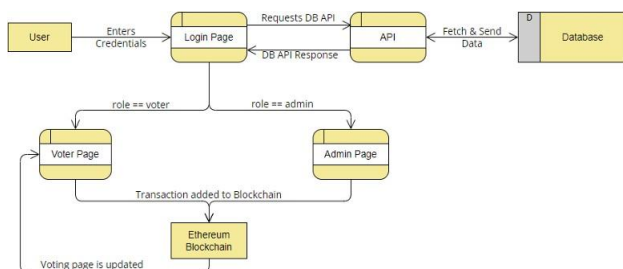 User
Enters
Credentials
Login Page
Requests DB API
DB API Response
API
Fetch & Send
Data
D
Database
role == voter
role == admin
Voter Page
Admin Page
Transaction added to Blockchain
Ethereum
Blockchain
Voting page is updated